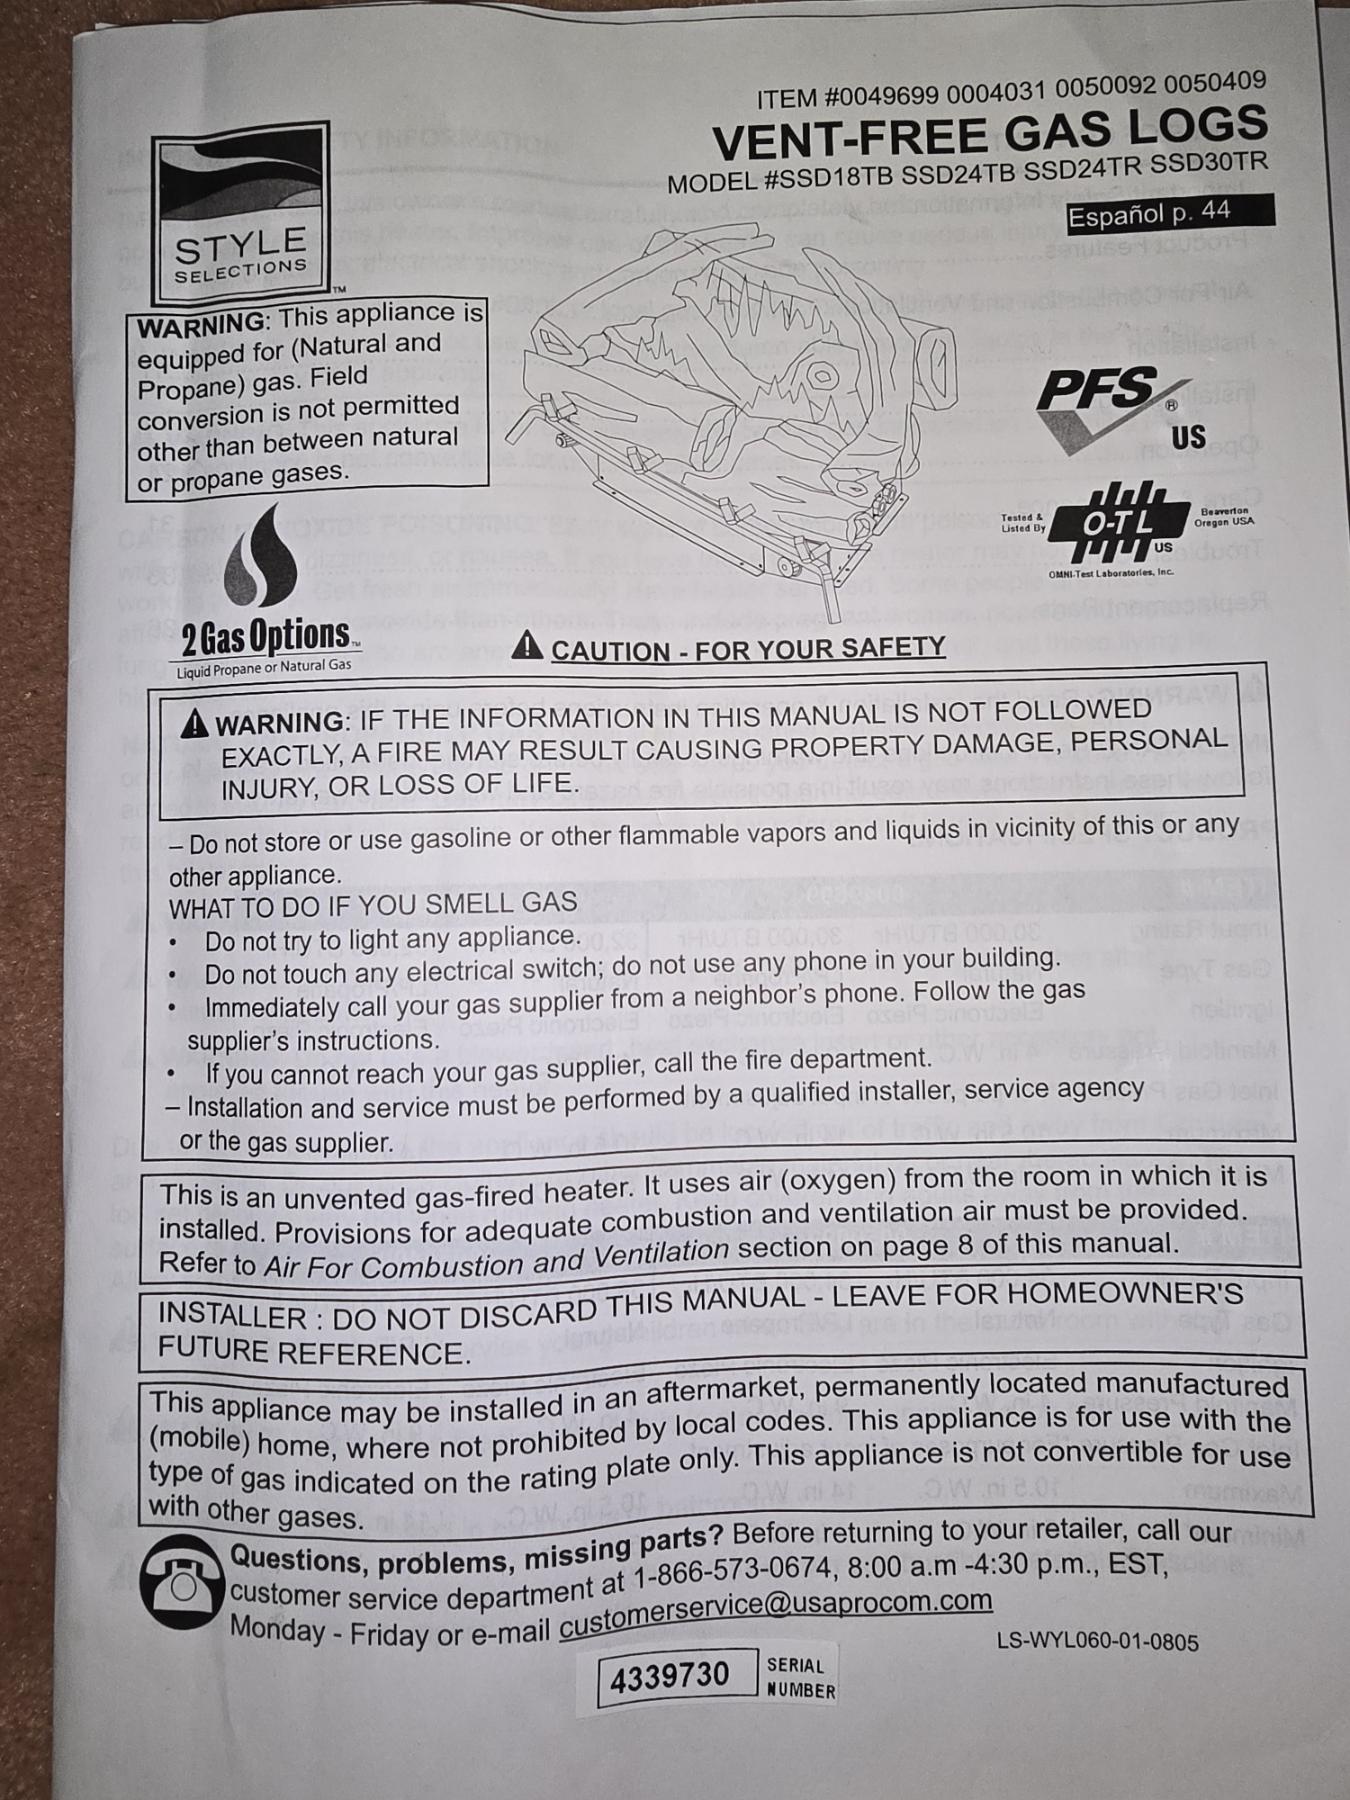 ITEM #0049699 0004031 0050092 0050409
VENT-FREE GAS LOGS
MODEL #SSD18TB SSD24TB SSD24TR SSD30TR
Español p. 44
STYLE
SELECTIONS
TM
WARNING: This appliance is
equipped for (Natural and
Propane) gas. Field
conversion is not permitted
other than between natural
or propane gases.
PFS
®
US
Tested &
Listed By
O-TL
US
Beaverton
Oregon USA
OMNI-Test Laboratories, Inc.
2 Gas Options™
Liquid Propane or Natural Gas
CAUTION - FOR YOUR SAFETY
WARNING: IF THE INFORMATION IN THIS MANUAL IS NOT FOLLOWED
EXACTLY, A FIRE MAY RESULT CAUSING PROPERTY DAMAGE, PERSONAL
INJURY, OR LOSS OF LIFE.
– Do not store or use gasoline or other flammable vapors and liquids in vicinity of this or any
other appliance.
WHAT TO DO IF YOU SMELL GAS
• Do not try to light any appliance.
• Do not touch any electrical switch; do not use any phone in your building.
• Immediately call your gas supplier from a neighbor's phone. Follow the gas
supplier's instructions.
• If you cannot reach your gas supplier, call the fire department.
– Installation and service must be performed by a qualified installer, service agency
or the gas supplier.
This is an unvented gas-fired heater. It uses air (oxygen) from the room in which it is
installed. Provisions for adequate combustion and ventilation air must be provided.
Refer to Air For Combustion and Ventilation section on page 8 of this manual.
INSTALLER : DO NOT DISCARD THIS MANUAL - LEAVE FOR HOMEOWNER'S
FUTURE REFERENCE.
This appliance may be installed in an aftermarket, permanently located manufactured
(mobile) home, where not prohibited by local codes. This appliance is for use with the
type of gas indicated on the rating plate only. This appliance is not convertible for use
with other gases.
Questions, problems, missing parts? Before returning to your retailer, call our
customer service department at 1-866-573-0674, 8:00 a.m -4:30 p.m., EST,
Monday - Friday or e-mail customerservice@usaprocom.com
LS-WYL060-01-0805
4339730
SERIAL
NUMBER